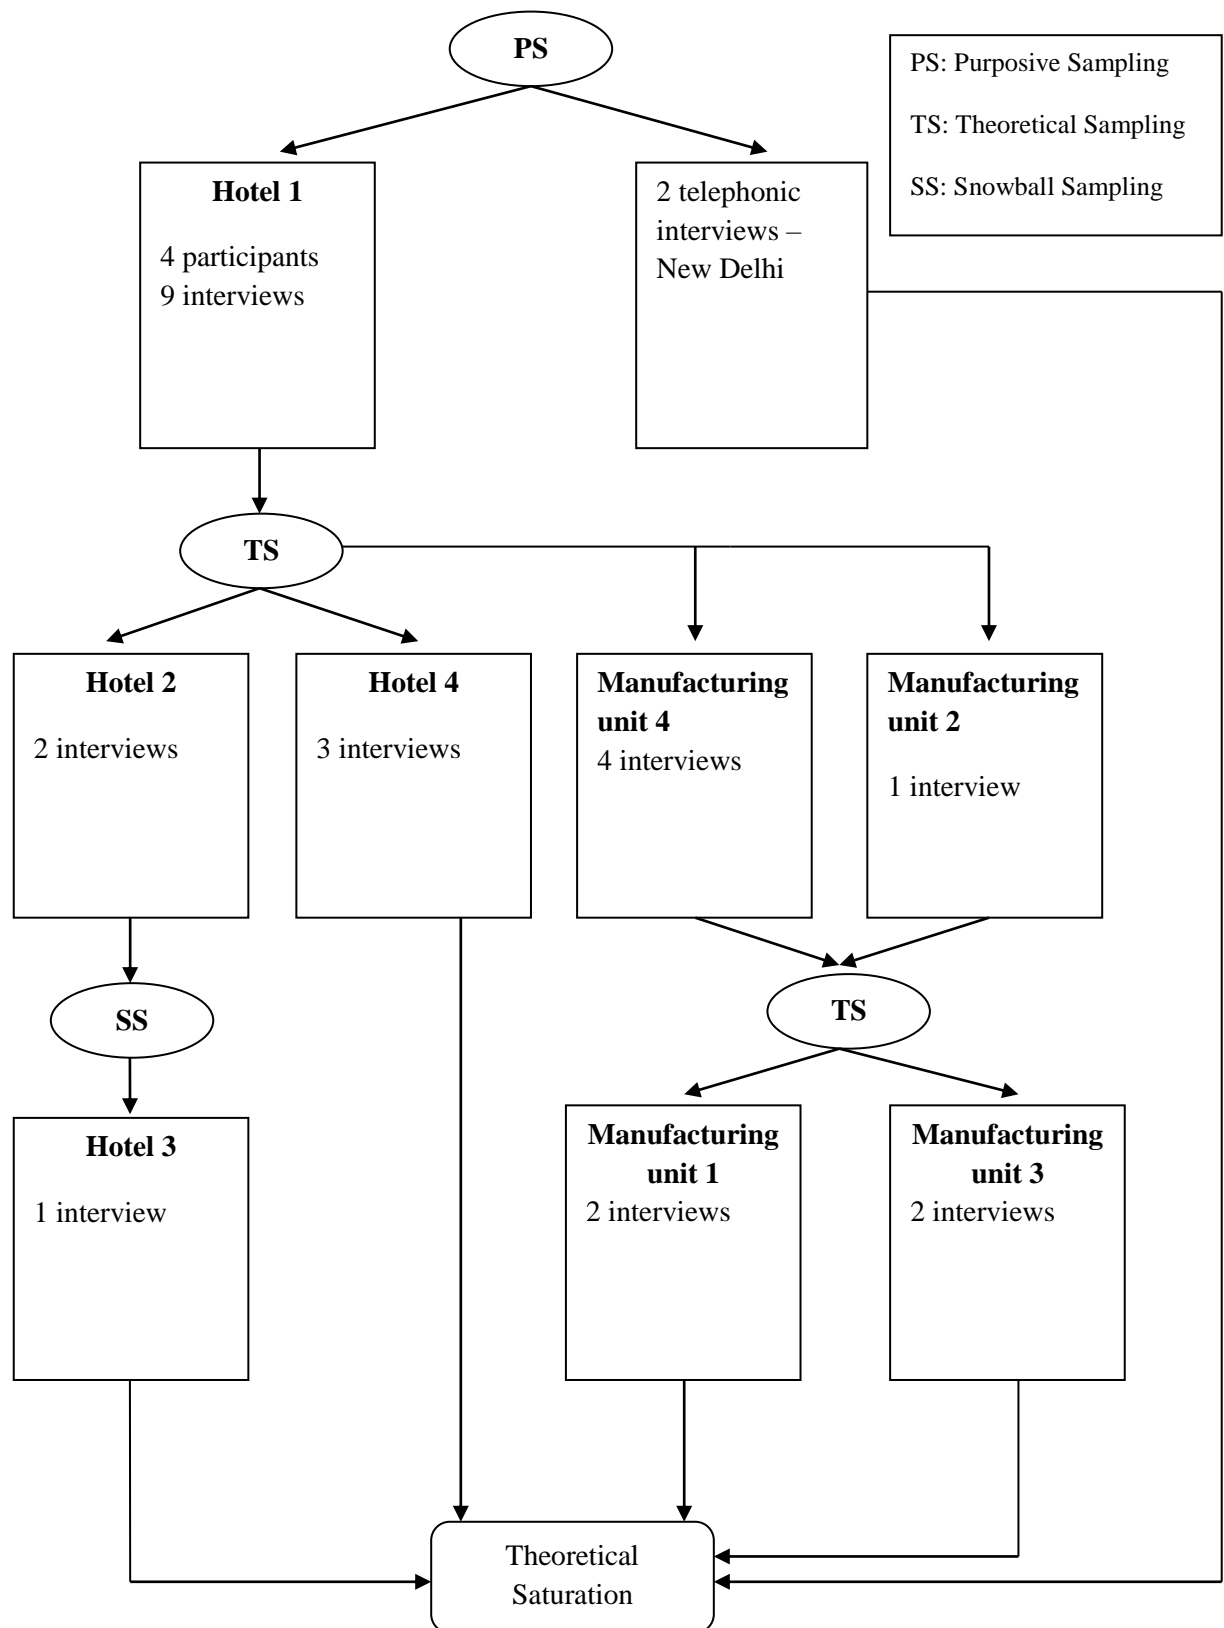 PS
PS: Purposive Sampling
TS: Theoretical Sampling
SS: Snowball Sampling
Hotel 1
4 participants
9 interviews
2 telephonic
interviews –
New Delhi
TS
Hotel 2
2 interviews
Hotel 4
3 interviews
Manufacturing
unit 4
4 interviews
Manufacturing
unit 2
1 interview
SS
TS
Hotel 3
1 interview
Manufacturing
unit 1
2 interviews
Manufacturing
unit 3
2 interviews
Theoretical
Saturation